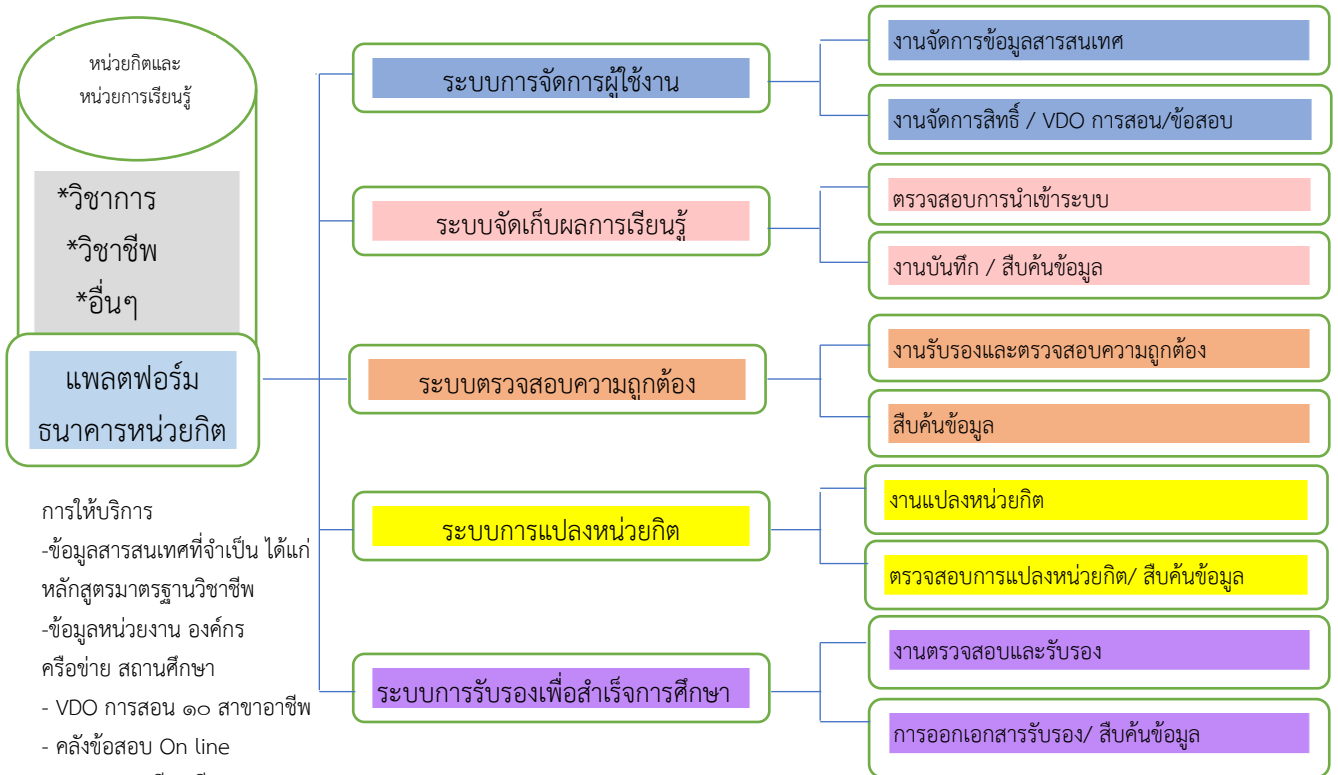 หน่วยกิตและ
หน่วยการเรียนรู้
*วิชาการ
*วิชาชีพ
*อื่นๆ
แพลตฟอร์ม
ธนาคารหน่วยกิต
การให้บริการ
-ข้อมูลสารสนเทศที่จำเป็น ได้แก่
หลักสูตรมาตรฐานวิชาชีพ
-ข้อมูลหน่วยงาน องค์กร
ครือข่าย สถานศึกษา
- VDO การสอน ๑๐ สาขาอาชีพ
- คลังข้อสอบ On line
ระบบการจัดการผู้ใช้งาน
งานจัดการข้อมูลสารสนเทศ
งานจัดการสิทธิ์ / VDO การสอน/ข้อสอบ
ระบบจัดเก็บผลการเรียนรู้
ตรวจสอบการนำเข้าระบบ
งานบันทึก / สืบค้นข้อมูล
ระบบตรวจสอบความถูกต้อง
งานรับรองและตรวจสอบความถูกต้อง
สืบค้นข้อมูล
ระบบการแปลงหน่วยกิต
งานแปลงหน่วยกิต
ตรวจสอบการแปลงหน่วยกิต/ สืบค้นข้อมูล
ระบบการรับรองเพื่อสำเร็จการศึกษา
งานตรวจสอบและรับรอง
การออกเอกสารรับรอง/ สืบค้นข้อมูล